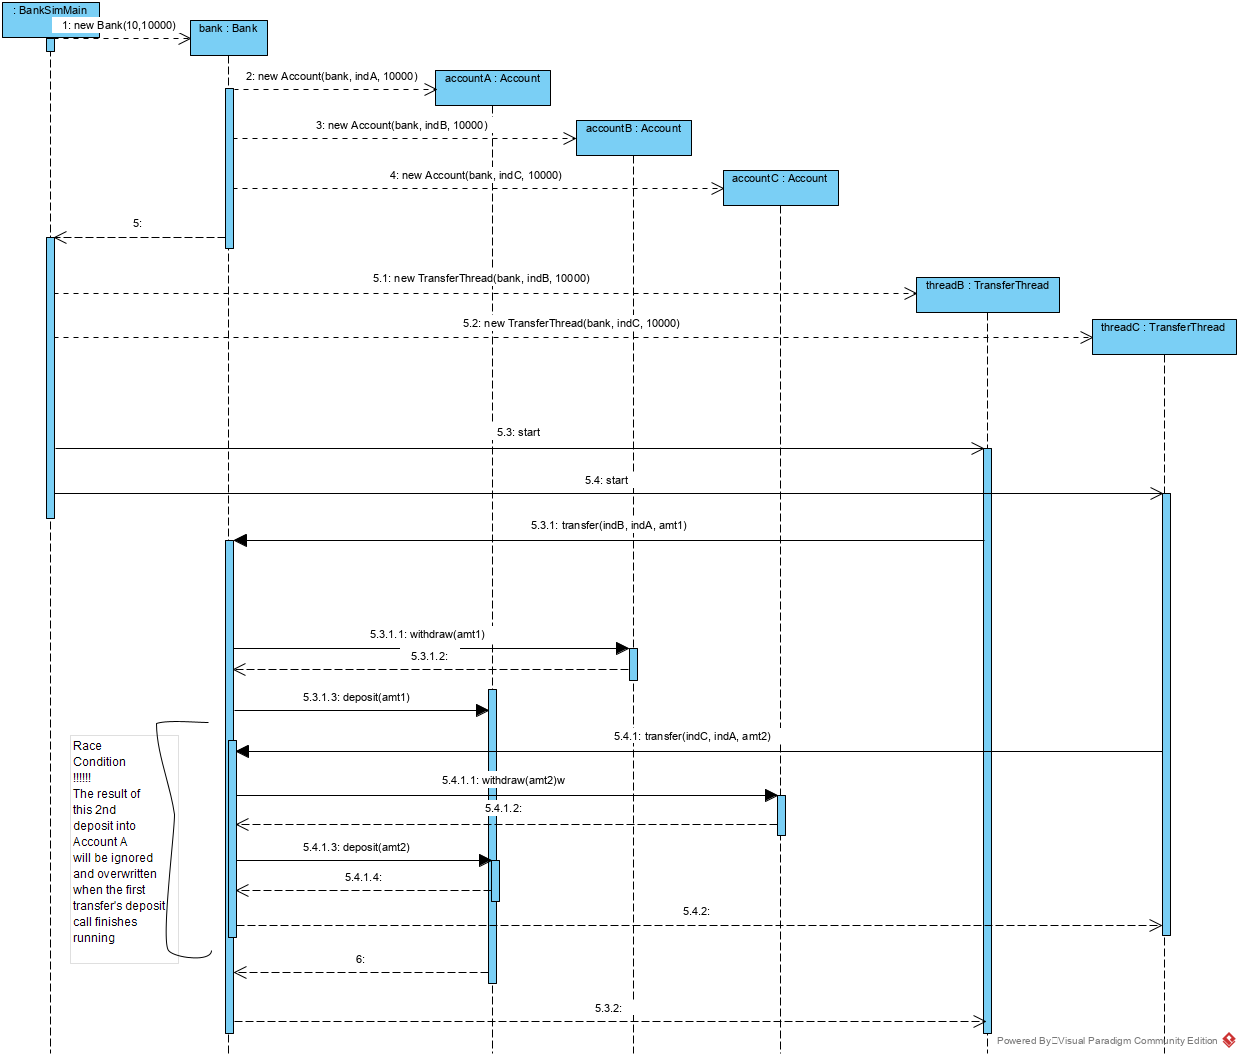 : BankSimMain
1: new Bank(10,10000)
bank : Bank
2: new Account(bank, indA, 10000)
accountA : Account
3: new Account(bank, indB, 10000)
accountB : Account
4: new Account(bank, indC, 10000)
accountC : Account
5:
5.1: new TransferThread(bank, indB, 10000)
threadB : TransferThread
5.2: new TransferThread(bank, indC, 10000)
threadC : TransferThread
5.3: start
5.4: start
5.3.1: transfer(indB, indA, amt1)
5.3.1.1: withdraw(amt1)
5.3.1.2:
5.3.1.3: deposit(amt1)
5.4.1: transfer(indC, indA, amt2)
Race
Condition
!!!!!!
The result of
this 2nd
deposit into
Account A
will be ignored
and overwritten
when the first
transfer's deposit
call finishes
running
5.4.1.1: withdraw(amt2)w
5.4.1.2:
5.4.1.3: deposit(amt2)
5.4.1.4:
5.4.2:
6:
5.3.2:
Powered By Visual Paradigm Community Edition